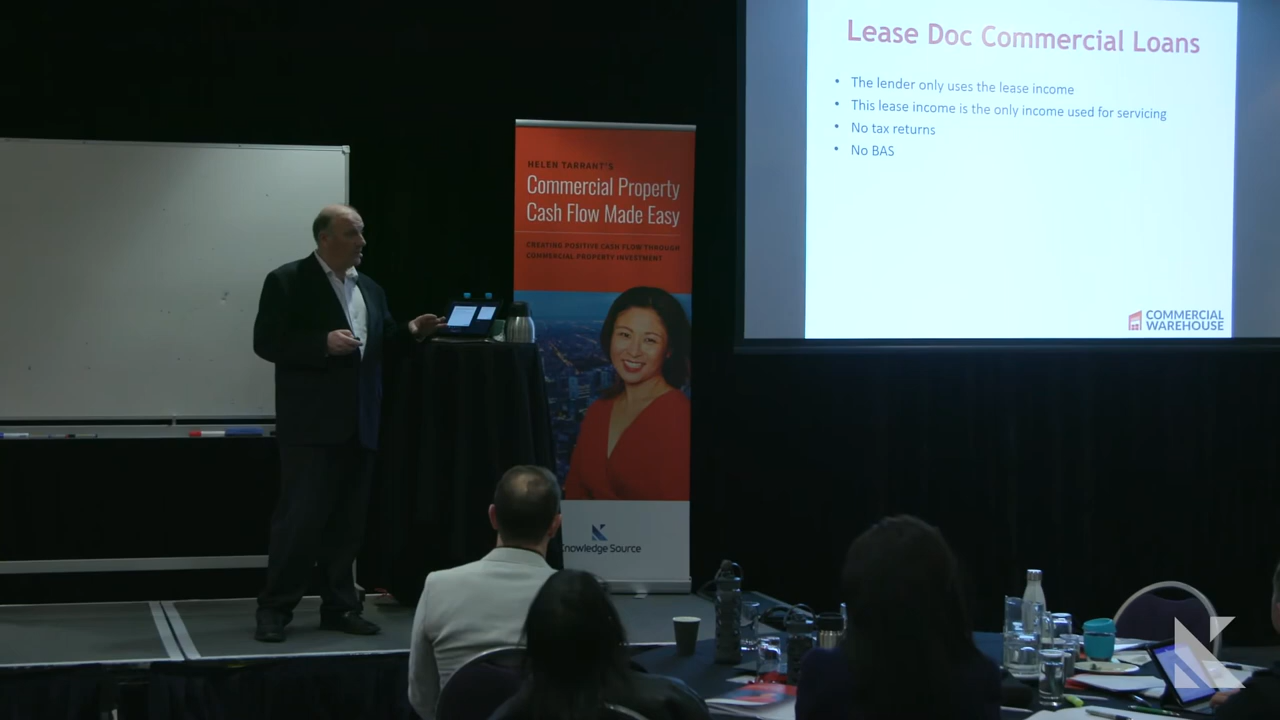 Lease Doc Commercial Loans
• The lender only uses the lease income
• This lease income is the only income used for servicing
• No tax returns
• No BAS
COMMERCIAL
WAREHOUSE
HELEN TARRANT'S
Commercial Property
Cash Flow Made Easy
CREATING POSITIVE CASH FLOW THROUGH
COMMERCIAL PROPERTY INVESTMENT
Knowledge Source